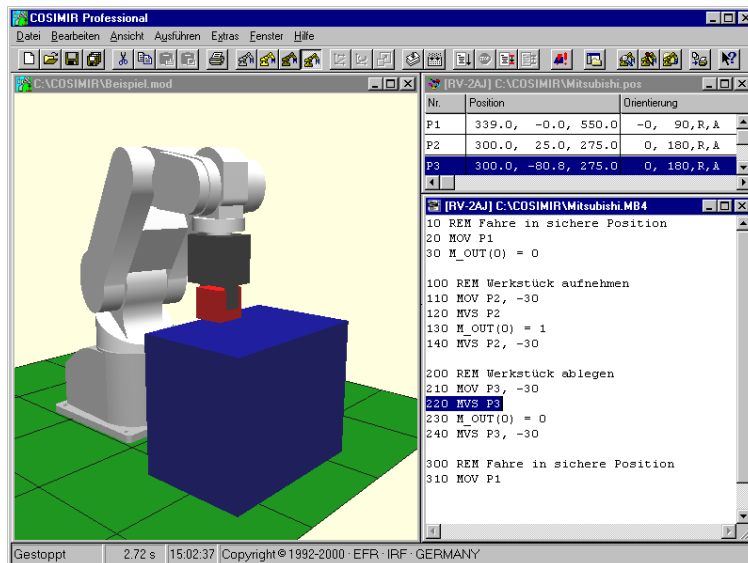 COSIMIR Professional
Datei Bearbeiten Ansicht Ausführen Extras Fenster Hilfe
C:\COSIMIR\Beispiel.mod
[RV-2AJ] C:\COSIMIR\Mitsubishi.pos
Nr. Position Orientierung
P1 339.0, -0.0, 550.0 -0, 90,R,A
P2 300.0, 25.0, 275.0 0, 180,R,A
P3 300.0, -80.8, 275.0 0, 180,R,A
[RV-2AJ] C:\COSIMIR\Mitsubishi.MB4
10 REM Fahre in sichere Position
20 MOV P1
30 M_OUT(0) = 0
100 REM Werkstück aufnehmen
110 MOV P2, -30
120 MVS P2
130 M_OUT(0) = 1
140 MVS P2, -30
200 REM Werkstück ablegen
210 MOV P3, -30
220 MVS P3
230 M_OUT(0) = 0
240 MVS P3, -30
300 REM Fahre in sichere Position
310 MOV P1
Gestoppt 2.72 s 15:02:37 Copyright © 1992-2000 · EFR · IRF · GERMANY